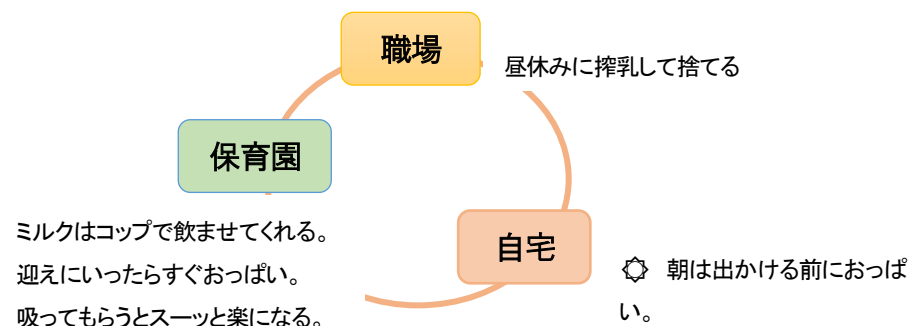 職場
昼休みに搾乳して捨てる
保育園
ミルクはコップで飲ませてくれる。
迎えにいったらすぐおっぱい。
吸ってもらうとスーッと楽になる。
自宅
朝は出かける前におっぱ
い。